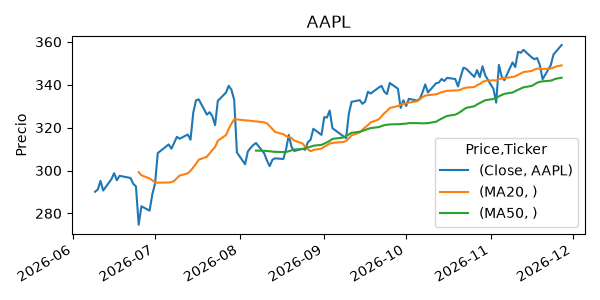 AAPL
360
340
320
300
280
Precio
Price,Ticker
(Close, AAPL)
(MA20, )
(MA50, )
2026-06
2026-07
2026-08
2026-09
2026-10
2026-11
2026-12